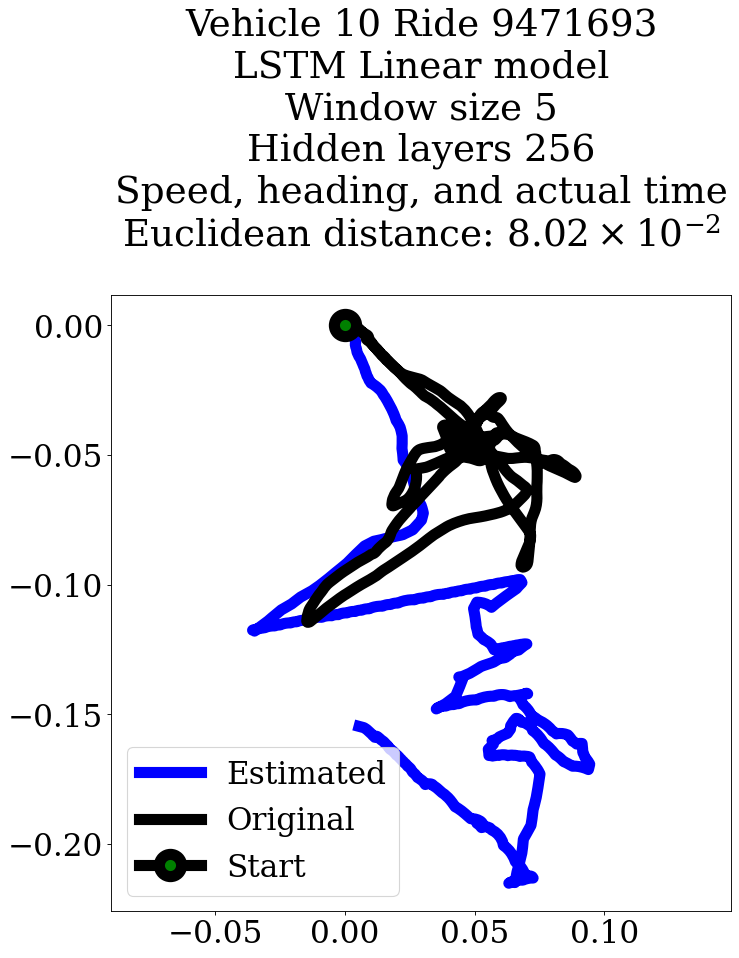 Vehicle 10 Ride 9471693
LSTM Linear model
Window size 5
Hidden layers 256
Speed, heading, and actual time
Euclidean distance: 8.02 × 10⁻²
0.00
−0.05
−0.10
−0.15
−0.20
Estimated
Original
Start
−0.05 0.00 0.05 0.10